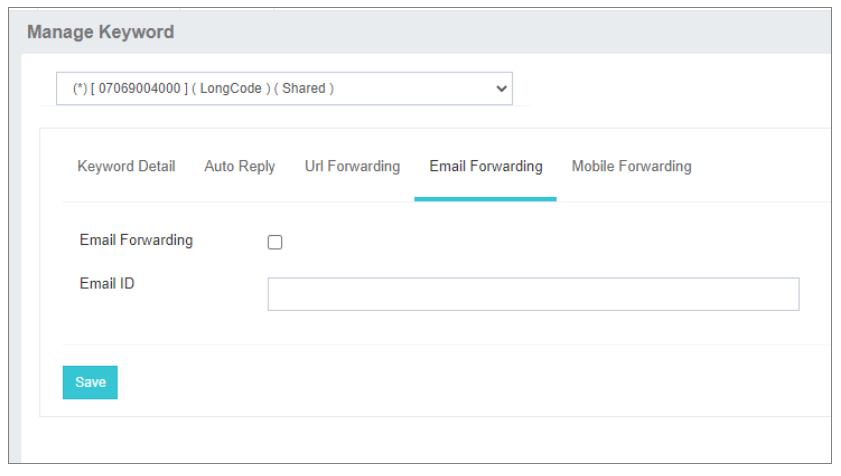 Manage Keyword
(*) [ 07069004000 ] ( LongCode ) ( Shared )
Keyword Detail Auto Reply Url Forwarding Email Forwarding Mobile Forwarding
Email Forwarding
Email ID
Save